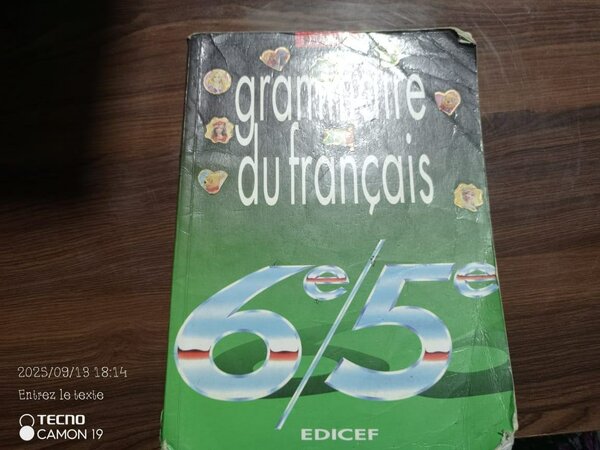 grammaire
du français
6e/5e
EDICEF
2025/09/13 18:14
Entrez le texte
TECNO
CAMON 19